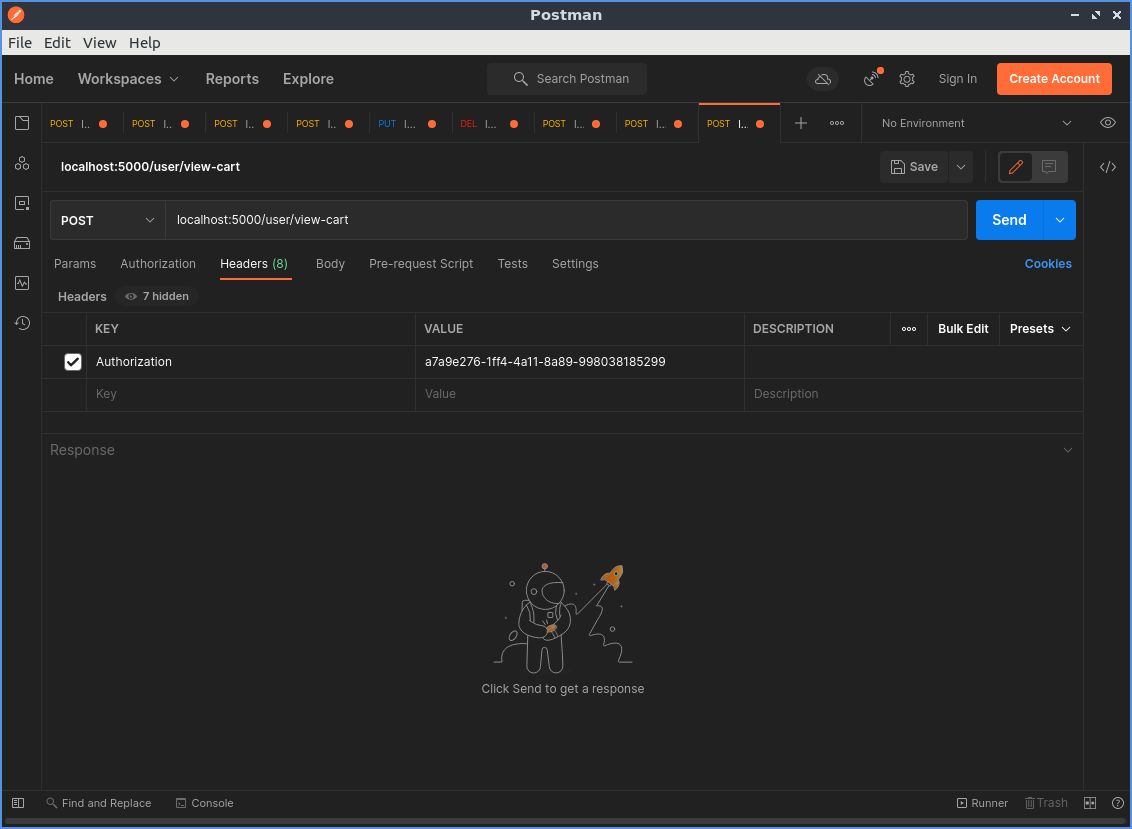 Postman
File Edit View Help
Home Workspaces Reports Explore Search Postman Sign In Create Account
POST l.. POST l.. POST l.. POST l.. PUT l... DEL l... POST l... POST l... POST l... No Environment
localhost:5000/user/view-cart Save
POST localhost:5000/user/view-cart Send
Params Authorization Headers (8) Body Pre-request Script Tests Settings Cookies
Headers 7 hidden
KEY VALUE DESCRIPTION Bulk Edit Presets
Authorization a7a9e276-1ff4-4a11-8a89-998038185299
Key Value Description
Response
Click Send to get a response
Find and Replace Console Runner Trash